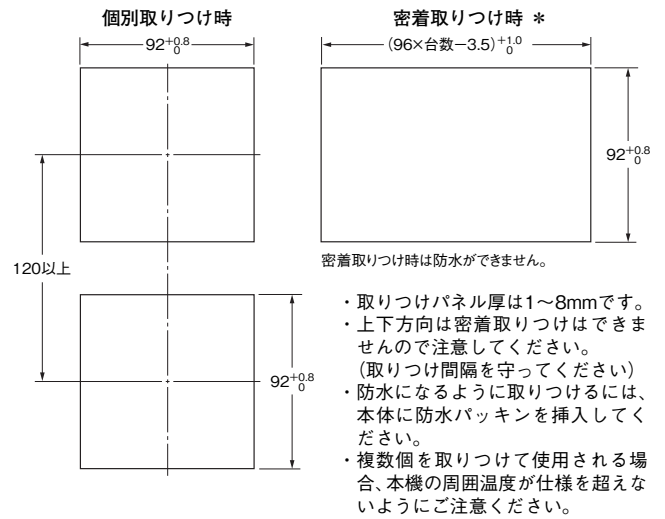 個別取りつけ時
92+0.8 0
120以上
92+0.8 0
密着取りつけ時 *
(96×台数−3.5)+1.0 0
92+0.8 0
密着取りつけ時は防水ができません。
・取りつけパネル厚は1〜8mmです。
・上下方向は密着取りつけはできま
せんので注意してください。
(取りつけ間隔を守ってください)
・防水になるように取りつけるには、
本体に防水パッキンを挿入してく
ださい。
・複数個を取りつけて使用される場
合、本機の周囲温度が仕様を超えな
いようにご注意ください。